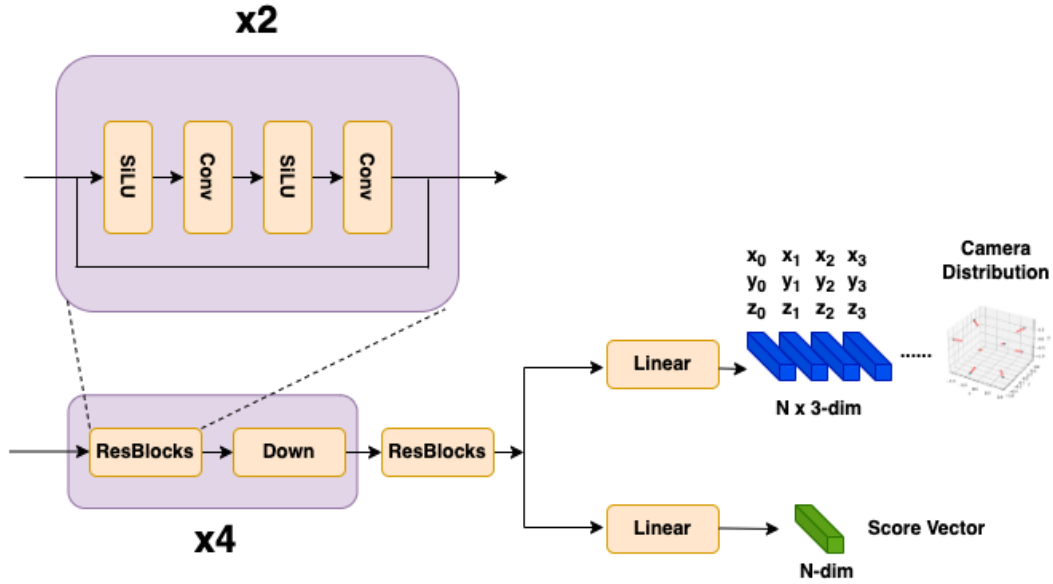 x2
SiLU
Conv
SiLU
Conv
x0 x1 x2 x3
y0 y1 y2 y3
z0 z1 z2 z3
Camera
Distribution
Linear
......
N x 3-dim
ResBlocks
Down
ResBlocks
x4
Linear
Score Vector
N-dim